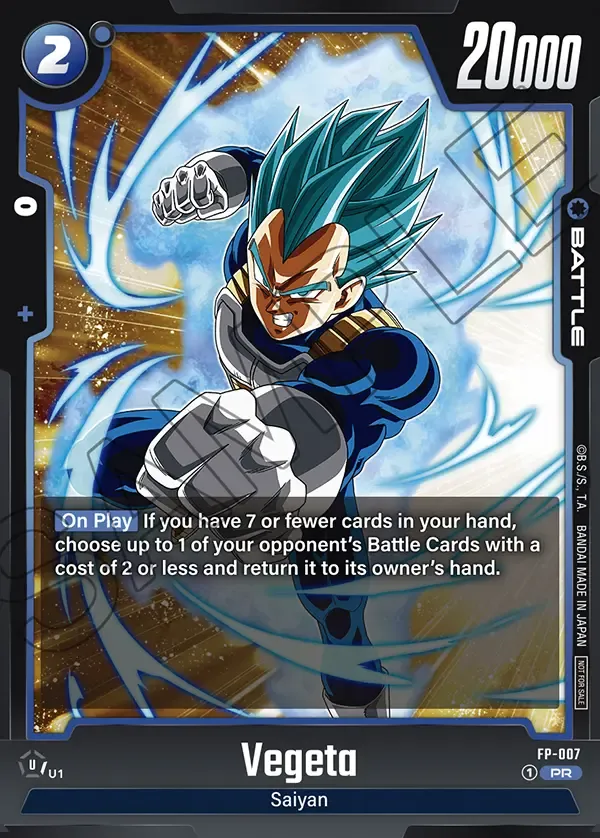 2
20000
0
+
BATTLE
SAMPLE
On Play If you have 7 or fewer cards in your hand,
choose up to 1 of your opponent's Battle Cards with a
cost of 2 or less and return it to its owner's hand.
©B.S./S., T.A. BANDAI MADE IN JAPAN
NOT FOR SALE
Vegeta
FP-007
U/U1
1 PR
Saiyan